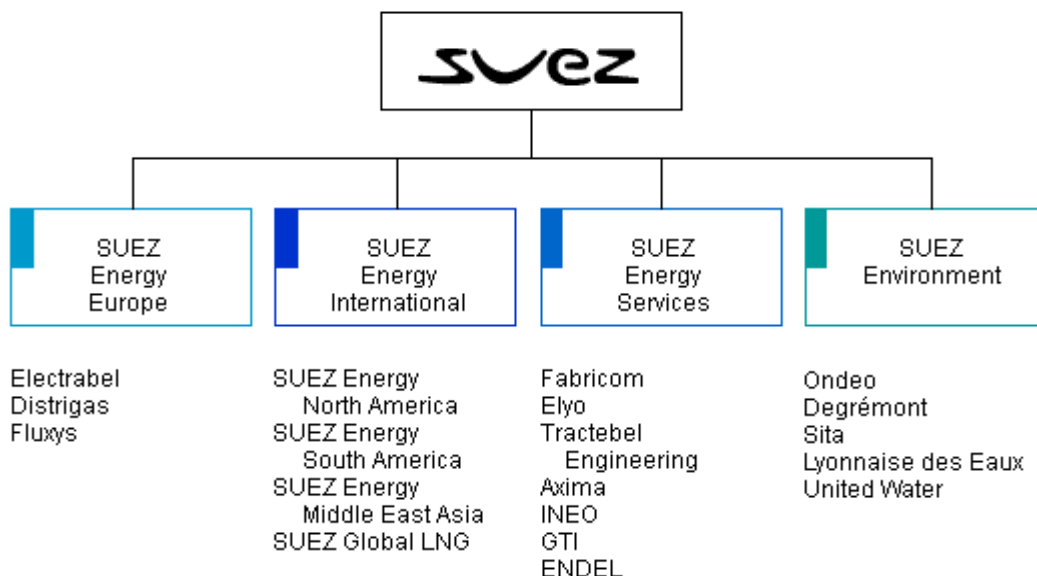 suez
SUEZ
Energy
Europe
SUEZ
Energy
International
SUEZ
Energy
Services
SUEZ
Environment
Electrabel
Distrigas
Fluxys
SUEZ Energy
North America
SUEZ Energy
South America
SUEZ Energy
Middle East Asia
SUEZ Global LNG
Fabricom
Elyo
Tractebel
Engineering
Axima
INEO
GTI
ENDEL
Ondeo
Degrémont
Sita
Lyonnaise des Eaux
United Water